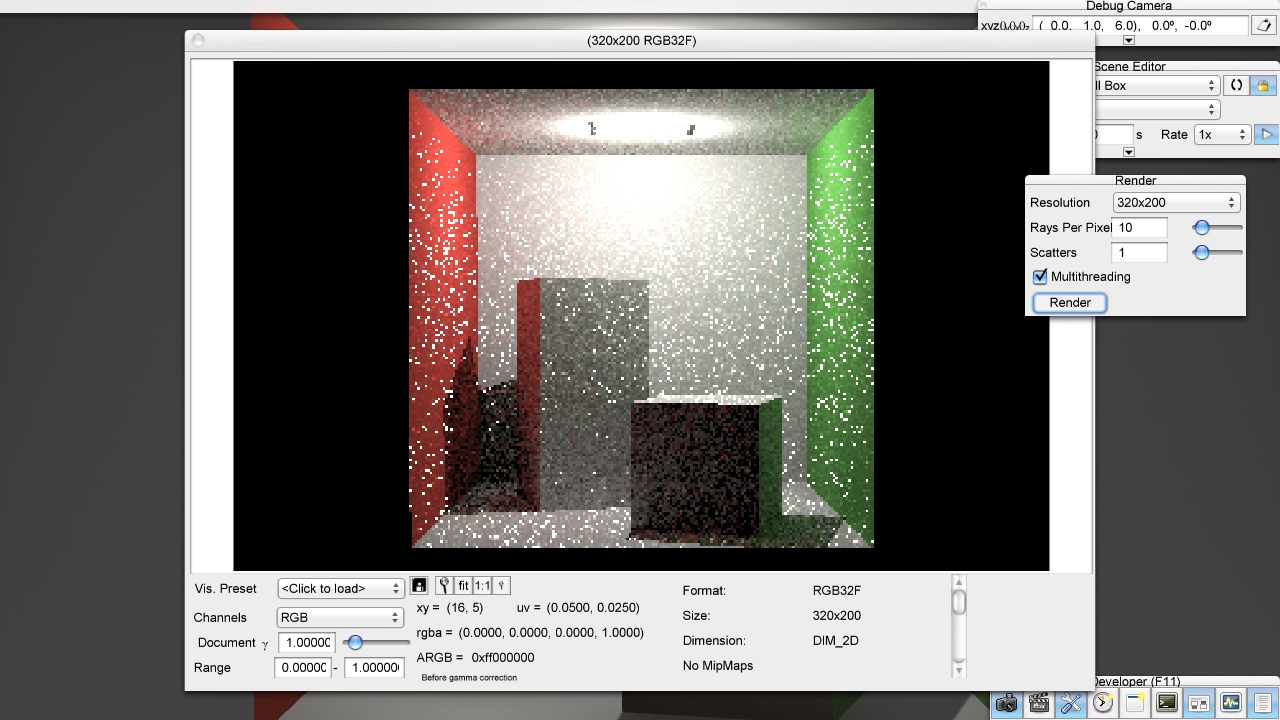 Debug Camera
xyz ( 0.0, 1.0, 6.0), 0.0º, -0.0º
(320x200 RGB32F)
Scene Editor
ll Box
s Rate 1x
Render
Resolution 320x200
Rays Per Pixel 10
Scatters 1
Multithreading
Render
Vis. Preset <Click to load> fit 1:1
Channels RGB
Document γ 1.0000
Range 0.0000 - 1.0000
xy = (16, 5) uv = (0.0500, 0.0250)
rgba = (0.0000, 0.0000, 0.0000, 1.0000)
ARGB = 0xff000000
Before gamma correction
Format: RGB32F
Size: 320x200
Dimension: DIM_2D
No MipMaps
Developer (F11)